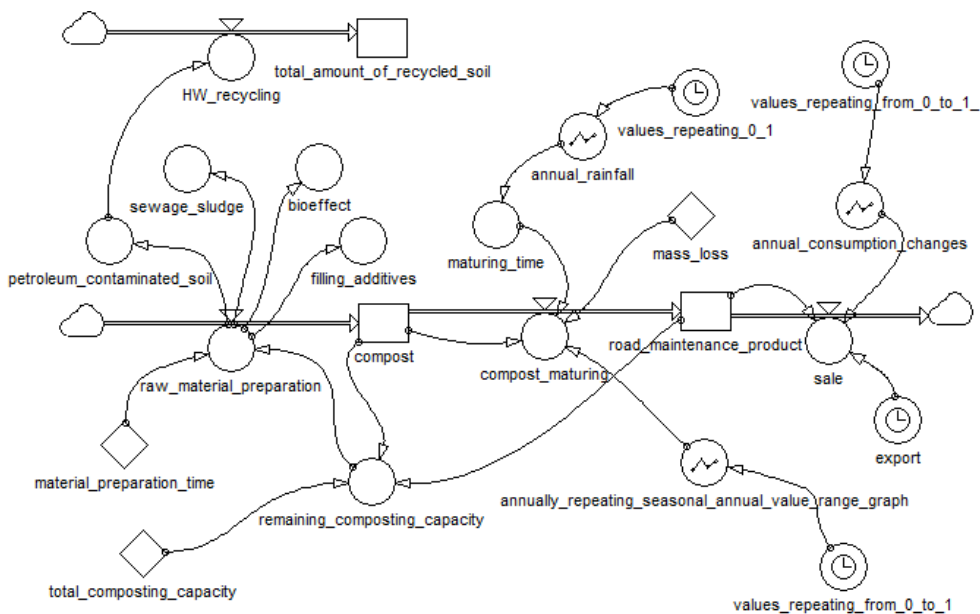 total_amount_of_recycled_soil
HW_recycling
values_repeating_from_0_to_1_
values_repeating_0_1
annual_rainfall
sewage_sludge
bioeffect
annual_consumption_changes
petroleum_contaminated_soil
filling_additives
maturing_time
mass_loss
compost
road_maintenance_product
raw_material_preparation
compost_maturing
sale
export
material_preparation_time
annually_repeating_seasonal_annual_value_range_graph
remaining_composting_capacity
total_composting_capacity
values_repeating_from_0_to_1